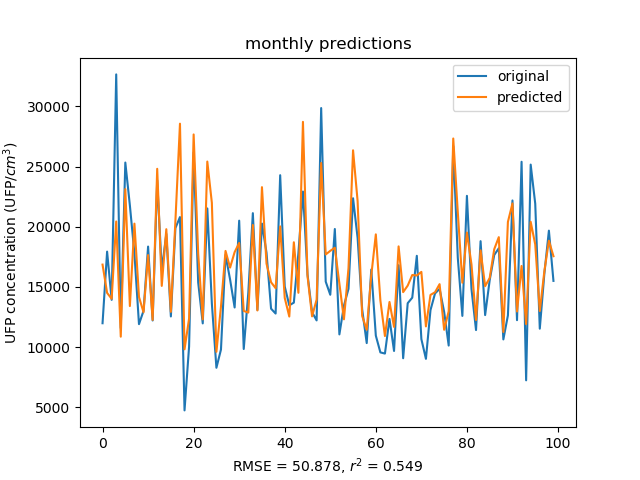 monthly predictions
original
predicted
UFP concentration (UFP/cm³)
30000
25000
20000
15000
10000
5000
0 20 40 60 80 100
RMSE = 50.878, r² = 0.549